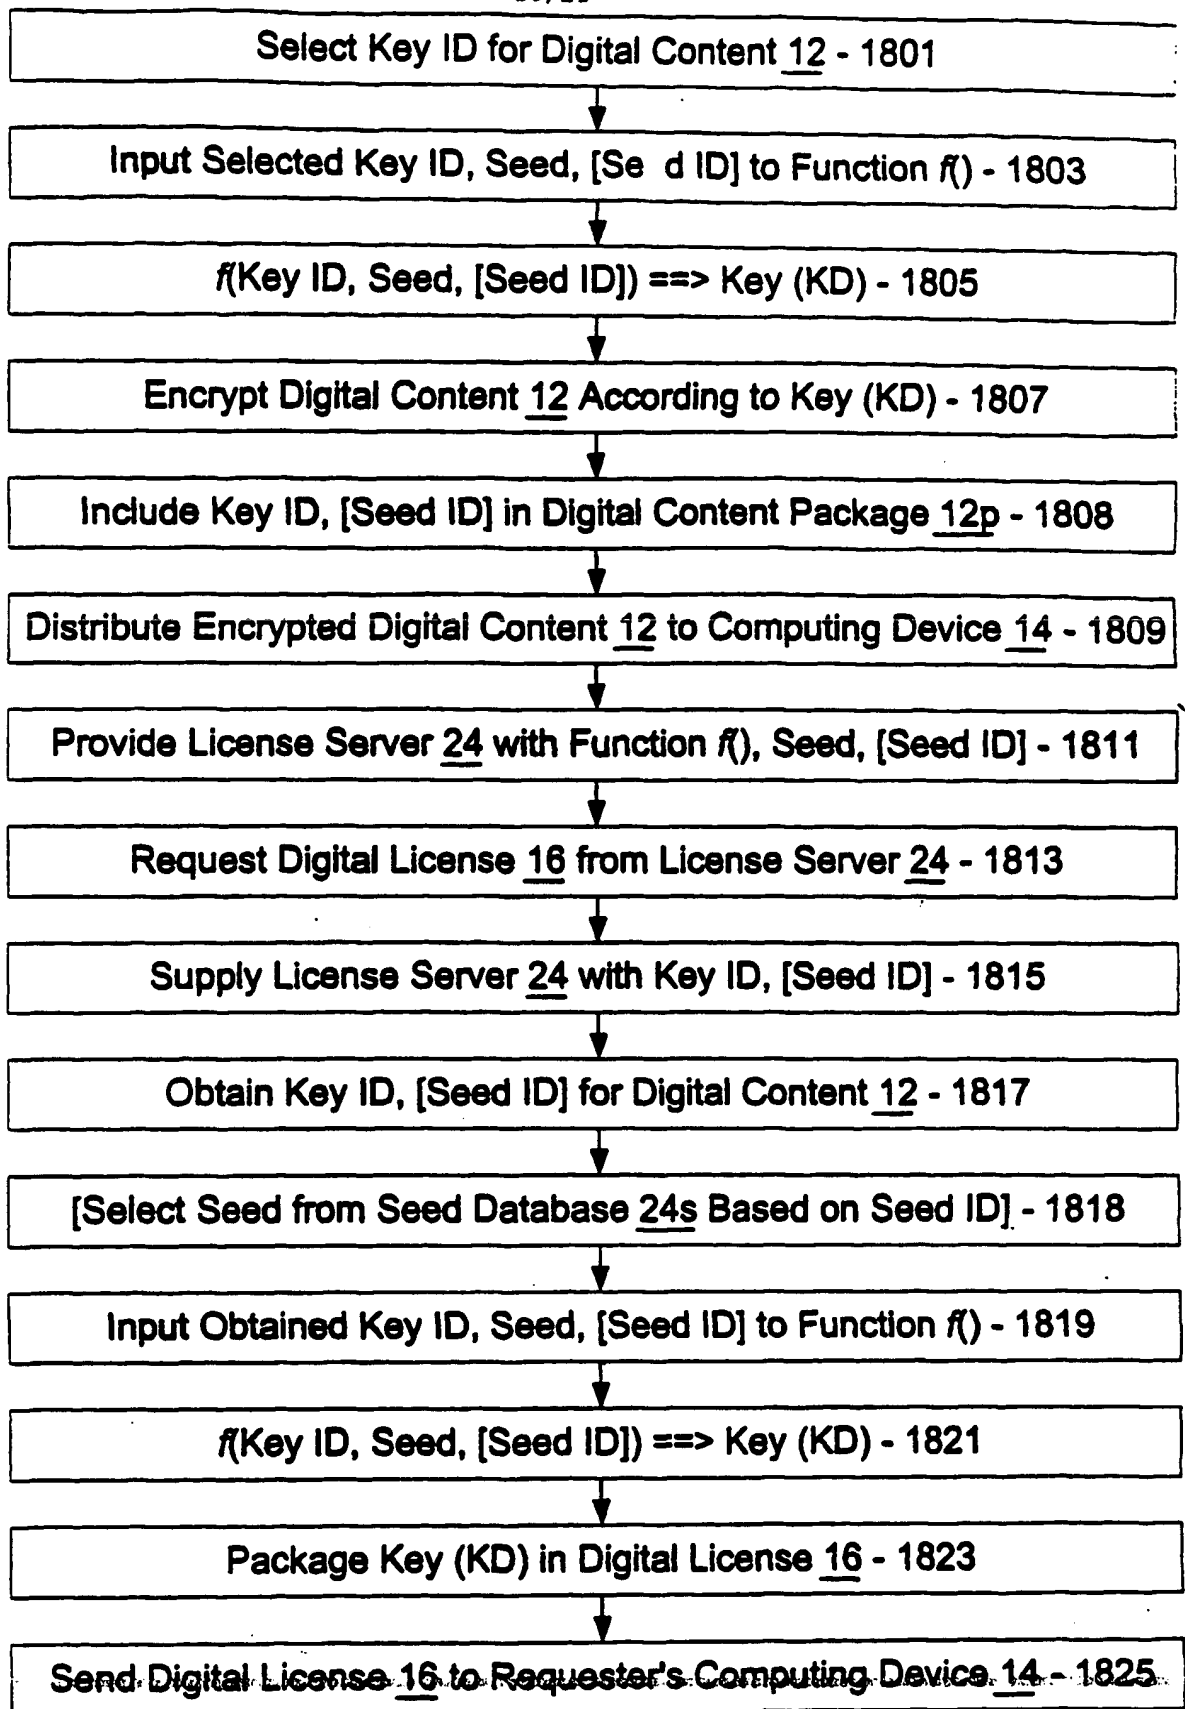 Select Key ID for Digital Content 12 - 1801
Input Selected Key ID, Seed, [Se d ID] to Function f() - 1803
f(Key ID, Seed, [Seed ID]) ==> Key (KD) - 1805
Encrypt Digital Content 12 According to Key (KD) - 1807
Include Key ID, [Seed ID] in Digital Content Package 12p - 1808
Distribute Encrypted Digital Content 12 to Computing Device 14 - 1809
Provide License Server 24 with Function f(), Seed, [Seed ID] - 1811
Request Digital License 16 from License Server 24 - 1813
Supply License Server 24 with Key ID, [Seed ID] - 1815
Obtain Key ID, [Seed ID] for Digital Content 12 - 1817
[Select Seed from Seed Database 24s Based on Seed ID] - 1818
Input Obtained Key ID, Seed, [Seed ID] to Function f() - 1819
f(Key ID, Seed, [Seed ID]) ==> Key (KD) - 1821
Package Key (KD) in Digital License 16 - 1823
Send Digital License 16 to Requester's Computing Device 14 - 1825